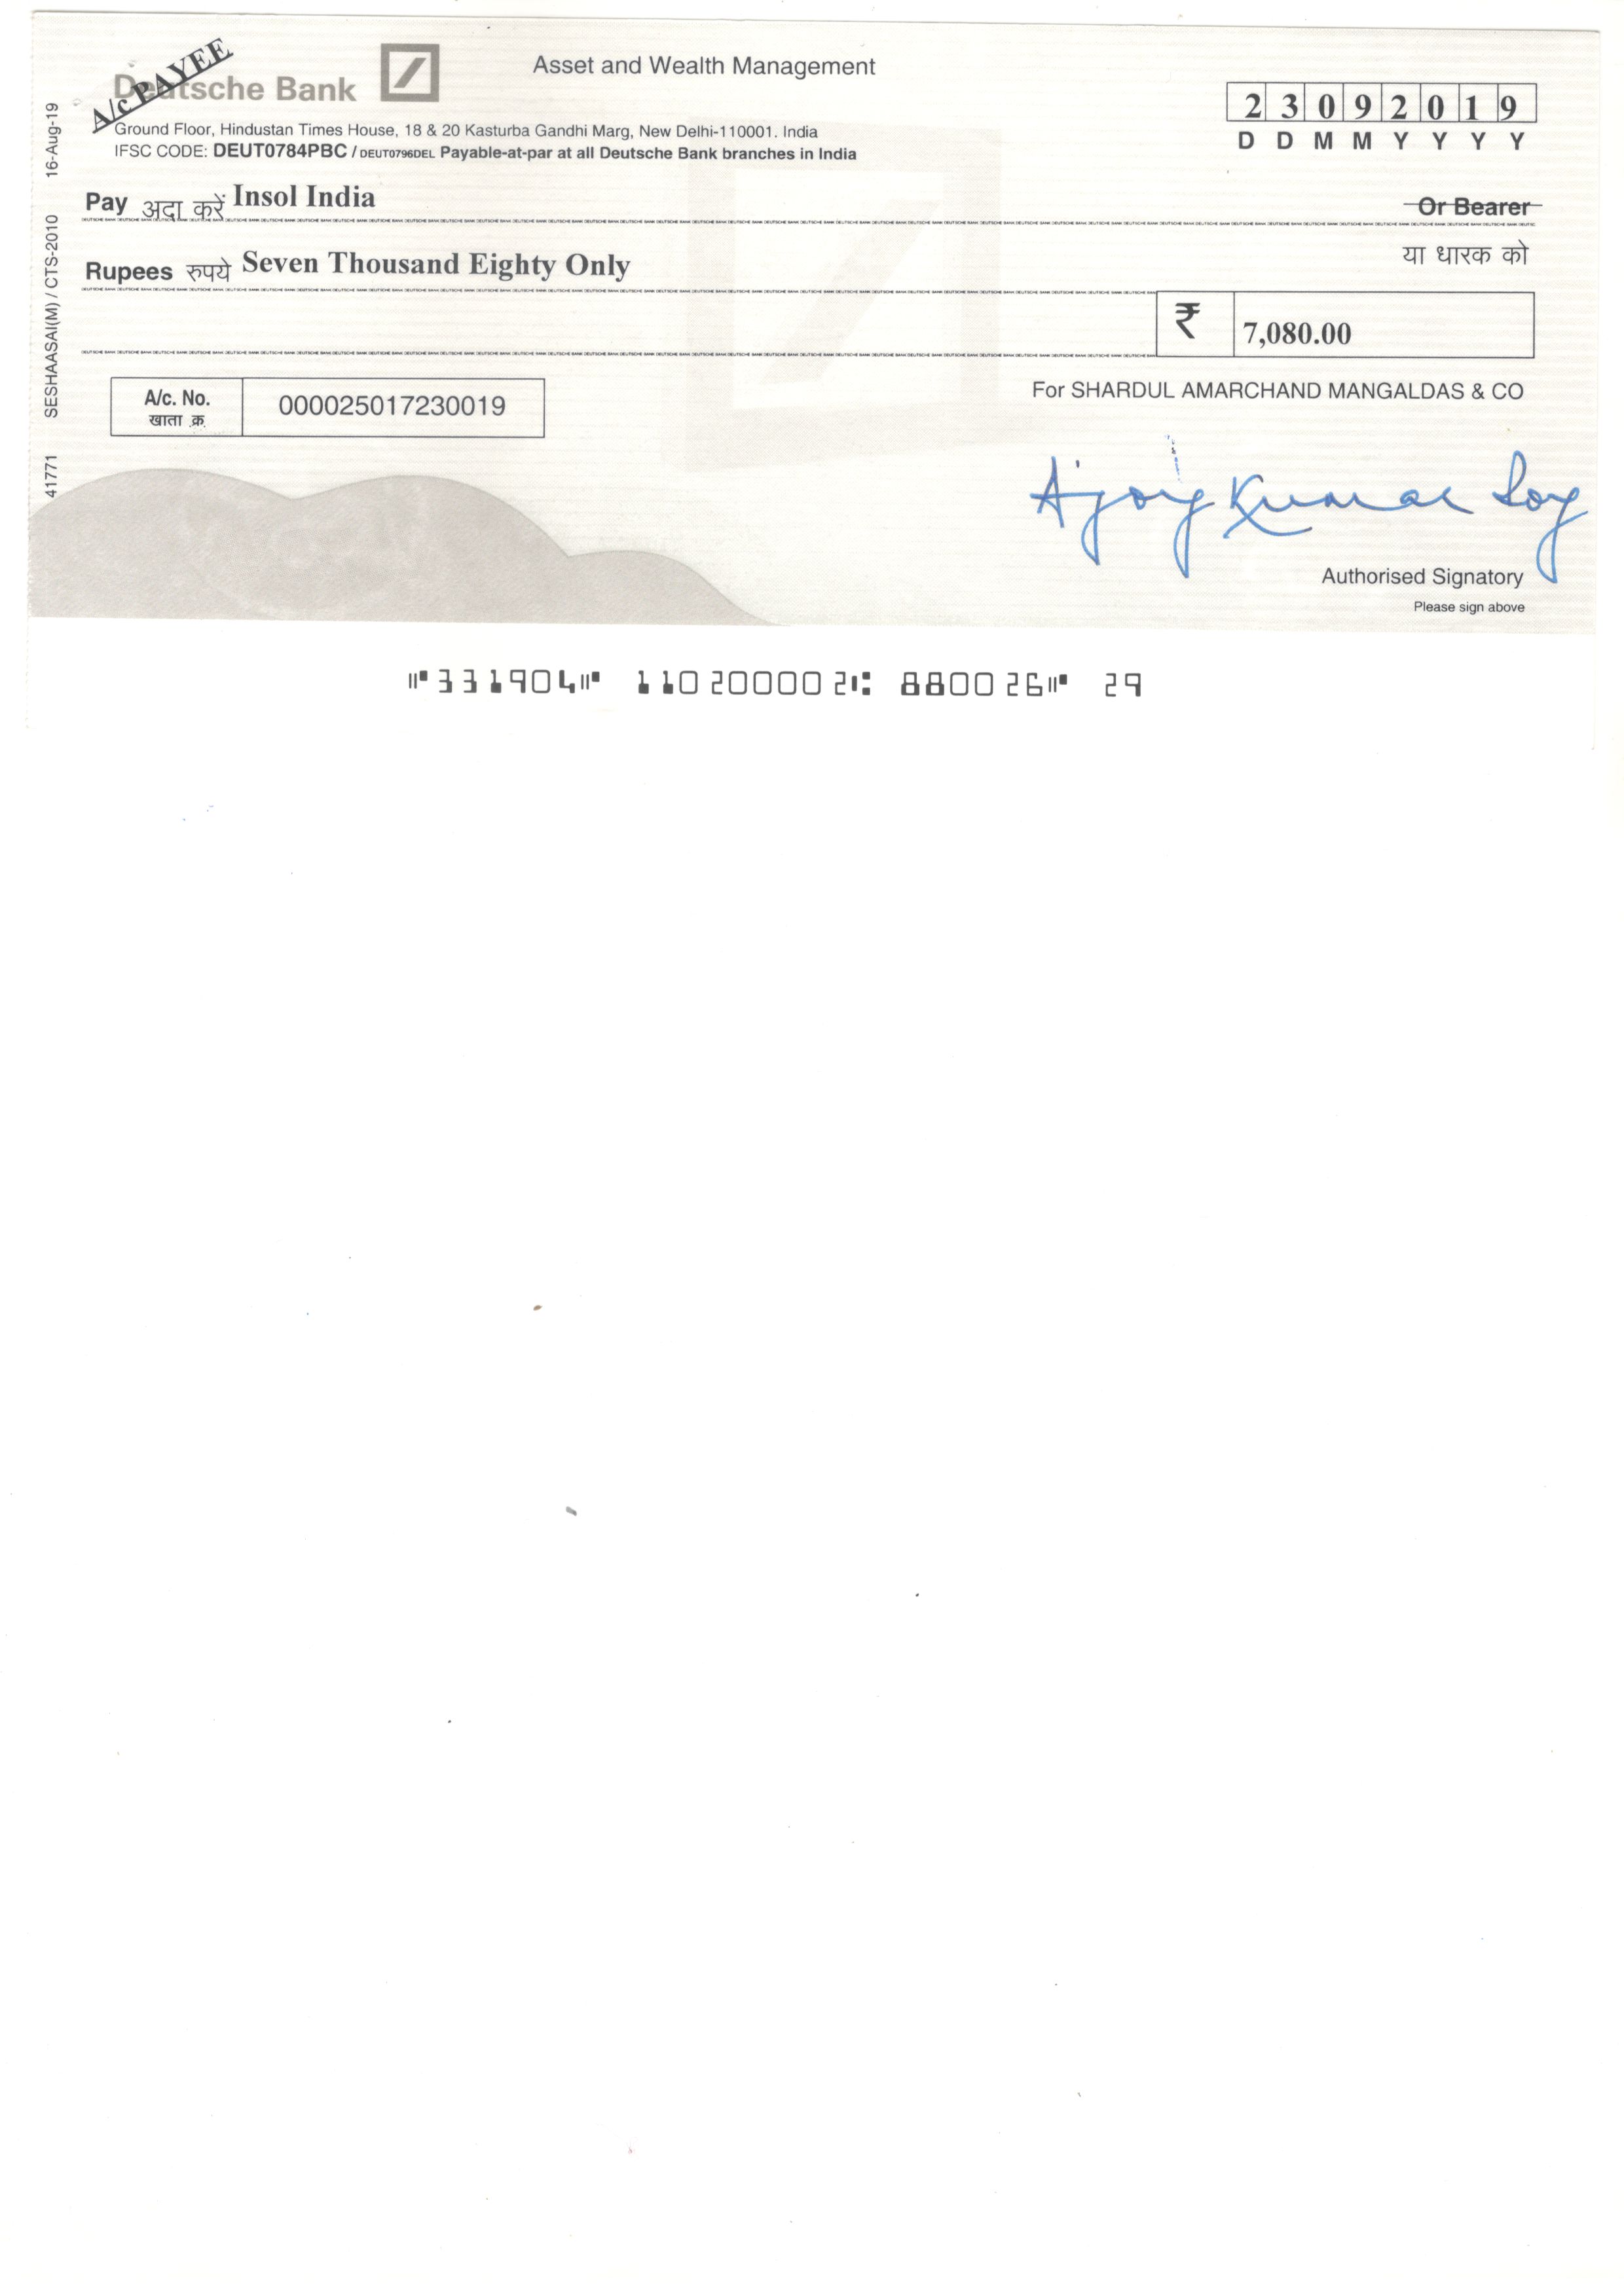 A/c PAYEE
Deutsche Bank
Asset and Wealth Management
Ground Floor, Hindustan Times House, 18 & 20 Kasturba Gandhi Marg, New Delhi-110001. India
IFSC CODE: DEUT0784PBC / DEUT0796DEL Payable-at-par at all Deutsche Bank branches in India
2 3 0 9 2 0 1 9
D D M M Y Y Y Y
Pay अदा करें Insol India
Or Bearer
या धारक को
Rupees रुपये Seven Thousand Eighty Only
₹ 7,080.00
A/c. No. 000025017230019
खाता क्र.
For SHARDUL AMARCHAND MANGALDAS & CO
Ajoy Kumar Roy
Authorised Signatory
Please sign above
41771 SESHAASAI(M) / CTS-2010 16-Aug-19
⑈331904⑈ 110200002⑆ 880026⑈ 29